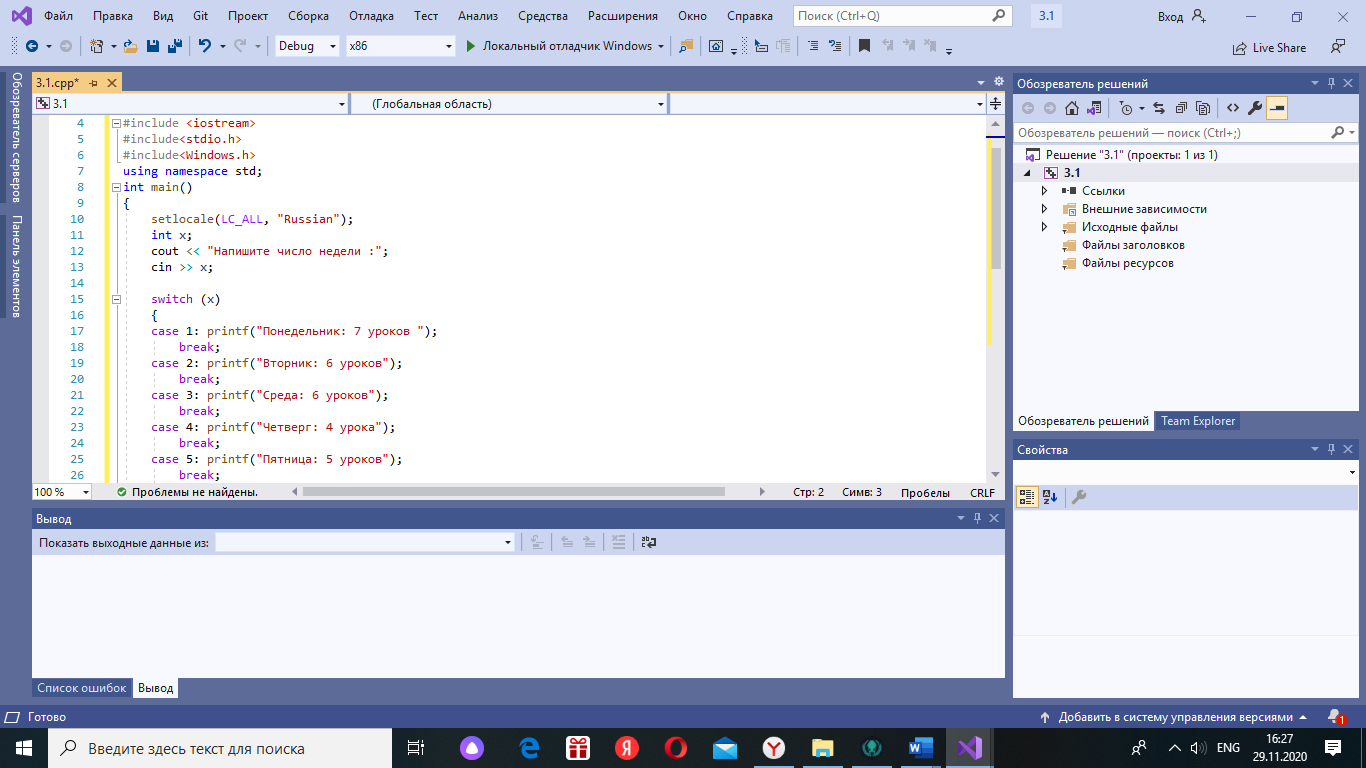 Файл Правка Вид Git Проект Сборка Отладка Тест Анализ Средства Расширения Окно Справка Поиск (Ctrl+Q) 3.1 Вход
Debug x86 Локальный отладчик Windows Live Share
Обозреватель серверов
Панель элементов
3.1.cpp*
3.1 (Глобальная область)
4 #include <iostream>
5 #include<stdio.h>
6 #include<Windows.h>
7 using namespace std;
8 int main()
9 {
10 setlocale(LC_ALL, "Russian");
11 int x;
12 cout << "Напишите число недели :";
13 cin >> x;
14
15 switch (x)
16 {
17 case 1: printf("Понедельник: 7 уроков ");
18 break;
19 case 2: printf("Вторник: 6 уроков");
20 break;
21 case 3: printf("Среда: 6 уроков");
22 break;
23 case 4: printf("Четверг: 4 урока");
24 break;
25 case 5: printf("Пятница: 5 уроков");
26 break;
100 % Проблемы не найдены. Стр: 2 Симв: 3 Пробелы CRLF
Вывод
Показать выходные данные из:
Список ошибок Вывод
Обозреватель решений
Обозреватель решений — поиск (Ctrl+;)
Решение "3.1" (проекты: 1 из 1)
3.1
Ссылки
Внешние зависимости
Исходные файлы
Файлы заголовков
Файлы ресурсов
Обозреватель решений Team Explorer
Свойства
Готово Добавить в систему управления версиями 1
Введите здесь текст для поиска ENG 16:27
29.11.2020